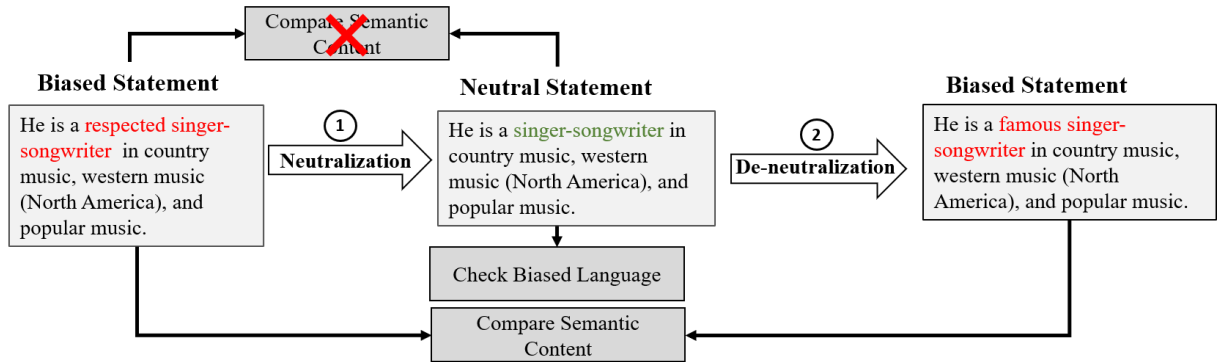 Compare Semantic
Content
Biased Statement
He is a respected singer-
songwriter in country
music, western music
(North America), and
popular music.
1
Neutralization
Neutral Statement
He is a singer-songwriter in
country music, western
music (North America), and
popular music.
2
De-neutralization
Biased Statement
He is a famous singer-
songwriter in country music,
western music (North
America), and popular music.
Check Biased Language
Compare Semantic
Content